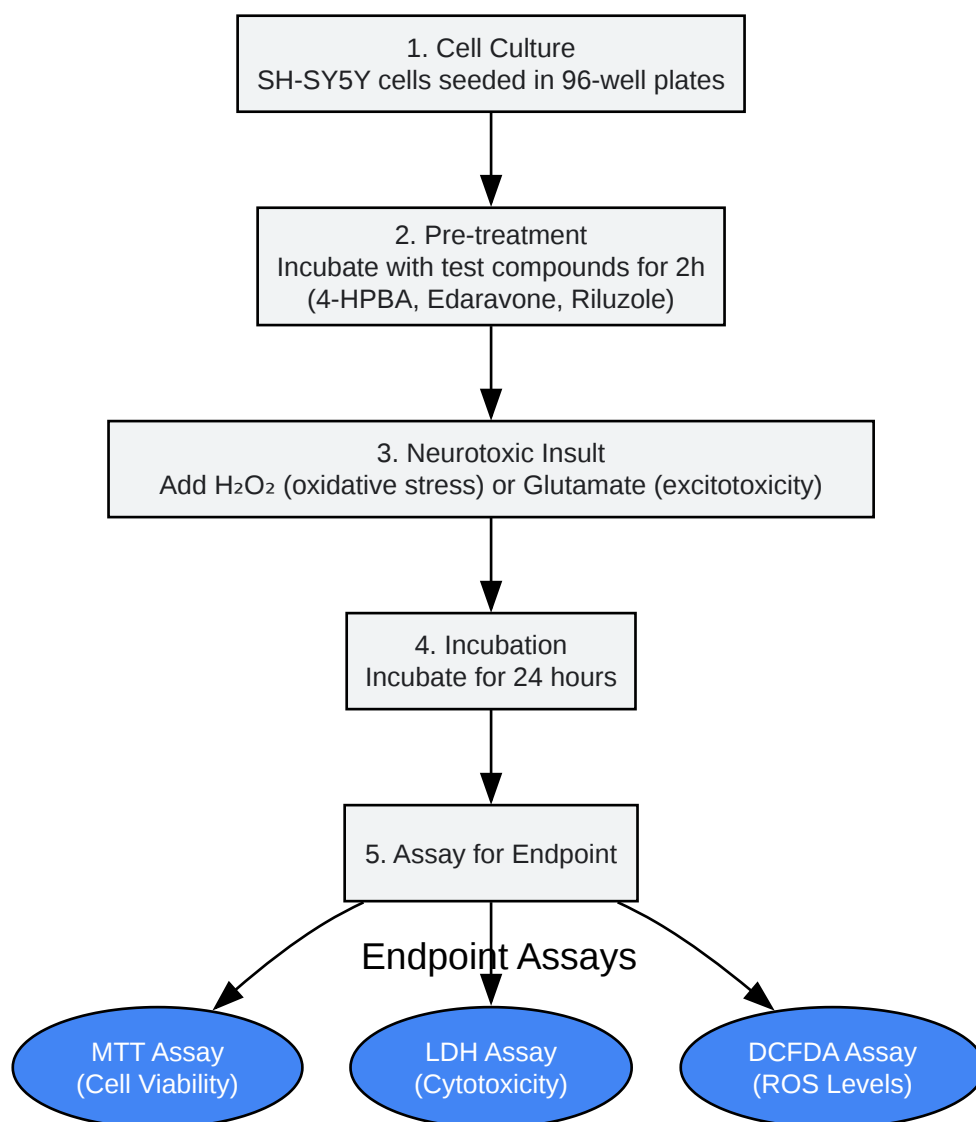 1. Cell Culture
SH-SY5Y cells seeded in 96-well plates
2. Pre-treatment
Incubate with test compounds for 2h
(4-HPBA, Edaravone, Riluzole)
3. Neurotoxic Insult
Add H₂O₂ (oxidative stress) or Glutamate (excitotoxicity)
4. Incubation
Incubate for 24 hours
5. Assay for Endpoint
Endpoint Assays
MTT Assay
(Cell Viability)
LDH Assay
(Cytotoxicity)
DCFDA Assay
(ROS Levels)